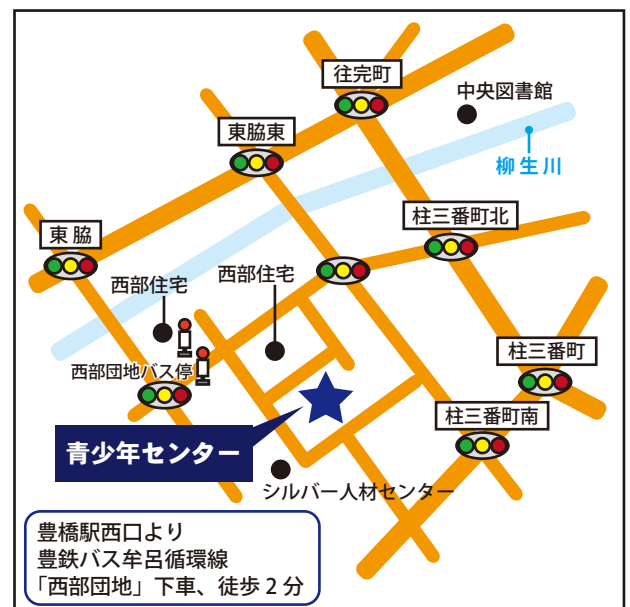 往完町
中央図書館
東脇東
柳生川
柱三番町北
東脇
西部住宅
西部住宅
柱三番町
西部団地バス停
柱三番町南
青少年センター
シルバー人材センター
豊橋駅西口より
豊鉄バス牟呂循環線
「西部団地」下車、徒歩2分